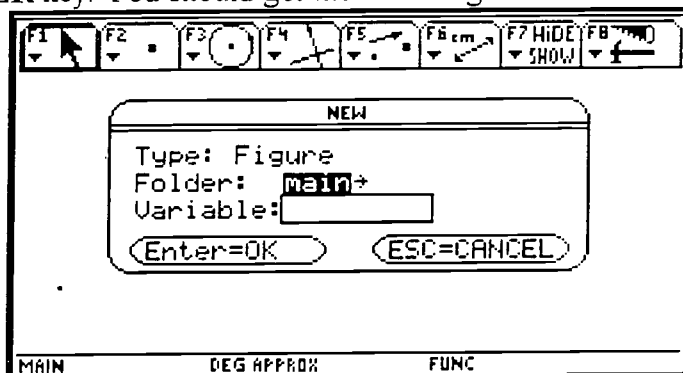 F1 F2 F3 F4 F5 F6 cm F7 HIDE F8
SHOW
NEW
Type: Figure
Folder: main→
Variable:
Enter=OK ESC=CANCEL
MAIN DEG APPROX FUNC